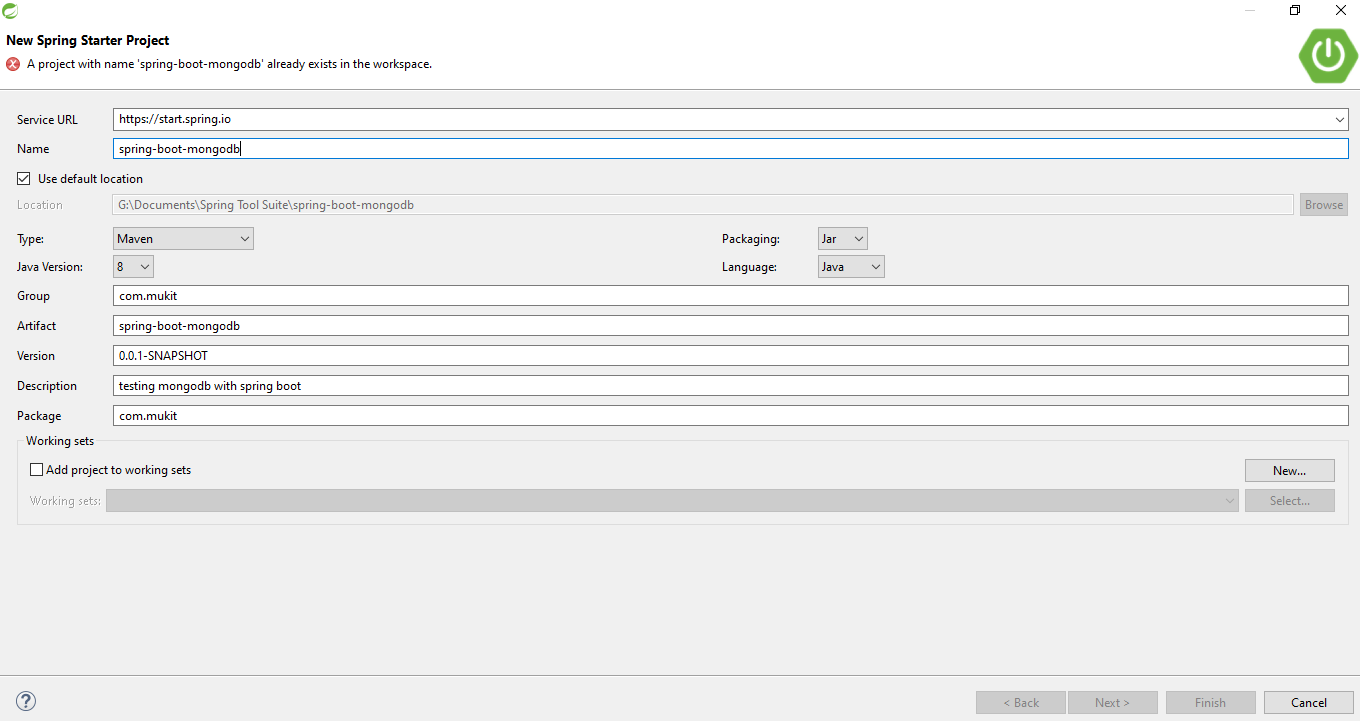 New Spring Starter Project
A project with name 'spring-boot-mongodb' already exists in the workspace.
Service URL https://start.spring.io
Name spring-boot-mongodb
Use default location
Location G:\Documents\Spring Tool Suite\spring-boot-mongodb Browse
Type: Maven Packaging: Jar
Java Version: 8 Language: Java
Group com.mukit
Artifact spring-boot-mongodb
Version 0.0.1-SNAPSHOT
Description testing mongodb with spring boot
Package com.mukit
Working sets
Add project to working sets New...
Working sets: Select...
? < Back Next > Finish Cancel